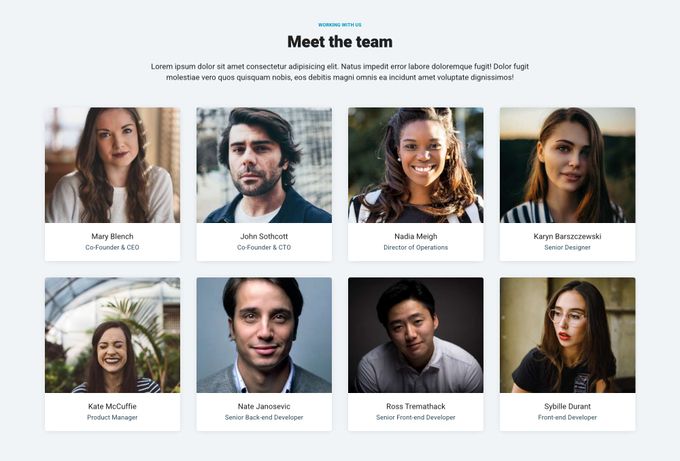 WORKING WITH US
Meet the team
Lorem ipsum dolor sit amet consectetur adipisicing elit. Natus impedit error labore doloremque fugit! Dolor fugit
molestiae vero quos quisquam nobis, eos debitis magni omnis ea incidunt amet voluptate dignissimos!
Mary Blench
Co-Founder & CEO
John Sothcott
Co-Founder & CTO
Nadia Meigh
Director of Operations
Karyn Barszczewski
Senior Designer
Kate McCuffie
Product Manager
Nate Janosevic
Senior Back-end Developer
Ross Tremathack
Senior Front-end Developer
Sybille Durant
Front-end Developer